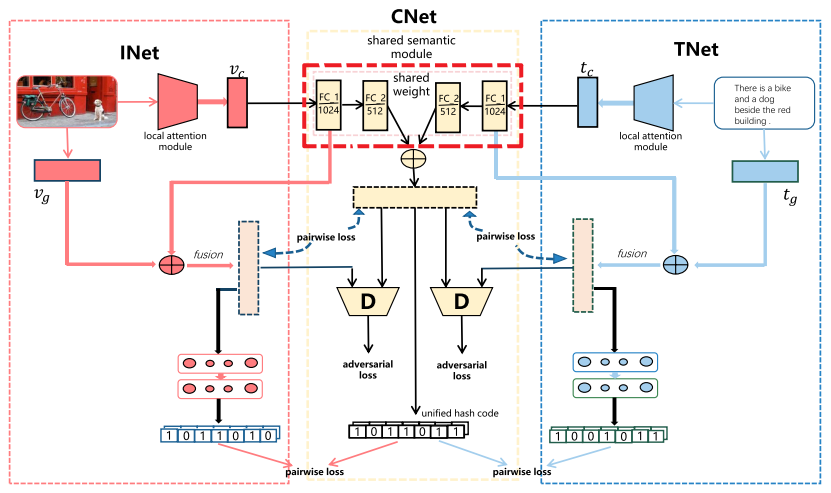 CNet
INet
TNet
shared semantic
module
shared
weight
v_c
t_c
FC_1
1024
FC_2
512
FC_2
512
FC_1
1024
There is a bike
and a dog
beside the red
building .
local attention
module
local attention
module
v_g
t_g
pairwise loss
pairwise loss
fusion
fusion
D
D
adversarial
loss
adversarial
loss
unified hash code
1 0 1 1 0 1 0
1 0 1 1 0 1 1
1 0 0 1 0 1 1
pairwise loss
pairwise loss